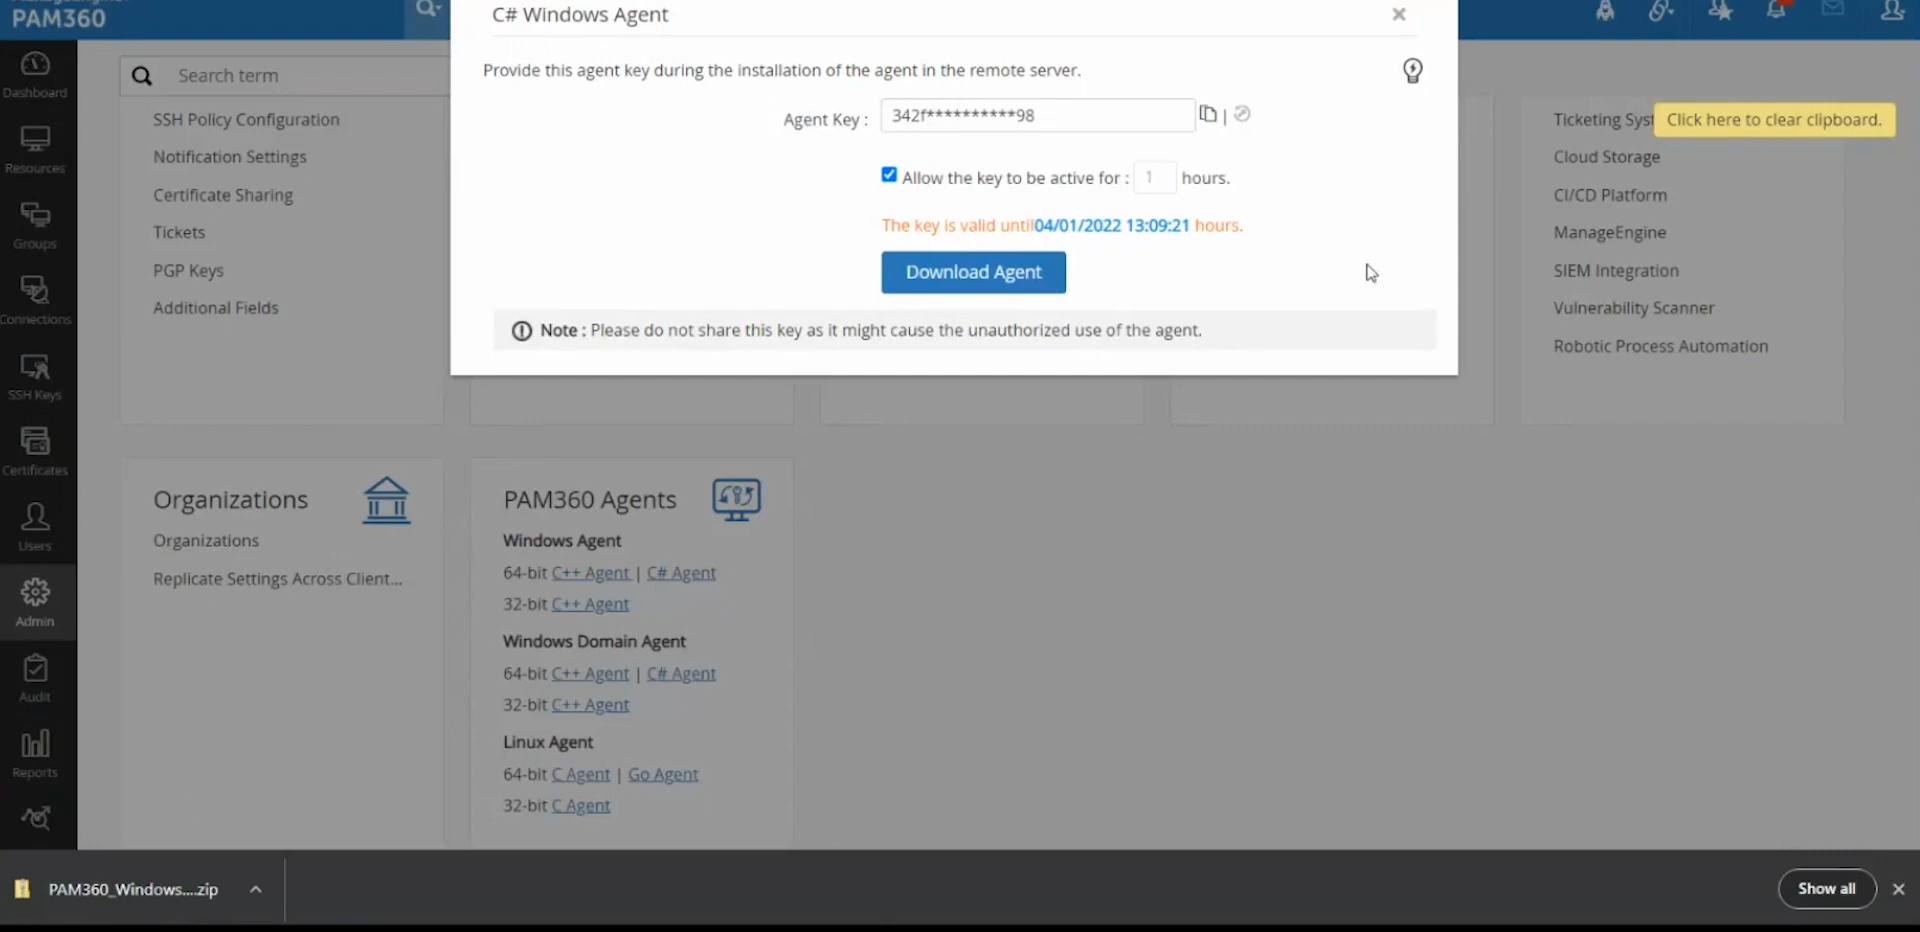 PAM360
C# Windows Agent
Provide this agent key during the installation of the agent in the remote server.
Agent Key :
342f**********98
|
Allow the key to be active for :
1
hours.
The key is valid until04/01/2022 13:09:21 hours.
Download Agent
Note : Please do not share this key as it might cause the unauthorized use of the agent.
Click here to clear clipboard.
Dashboard
Resources
Groups
Connections
SSH Keys
Certificates
Users
Admin
Audit
Reports
Search term
SSH Policy Configuration
Notification Settings
Certificate Sharing
Tickets
PGP Keys
Additional Fields
Ticketing Syst
Cloud Storage
CI/CD Platform
ManageEngine
SIEM Integration
Vulnerability Scanner
Robotic Process Automation
Organizations
Organizations
Replicate Settings Across Client...
PAM360 Agents
Windows Agent
64-bit C++ Agent | C# Agent
32-bit C++ Agent
Windows Domain Agent
64-bit C++ Agent | C# Agent
32-bit C++ Agent
Linux Agent
64-bit C Agent | Go Agent
32-bit C Agent
PAM360_Windows....zip
Show all